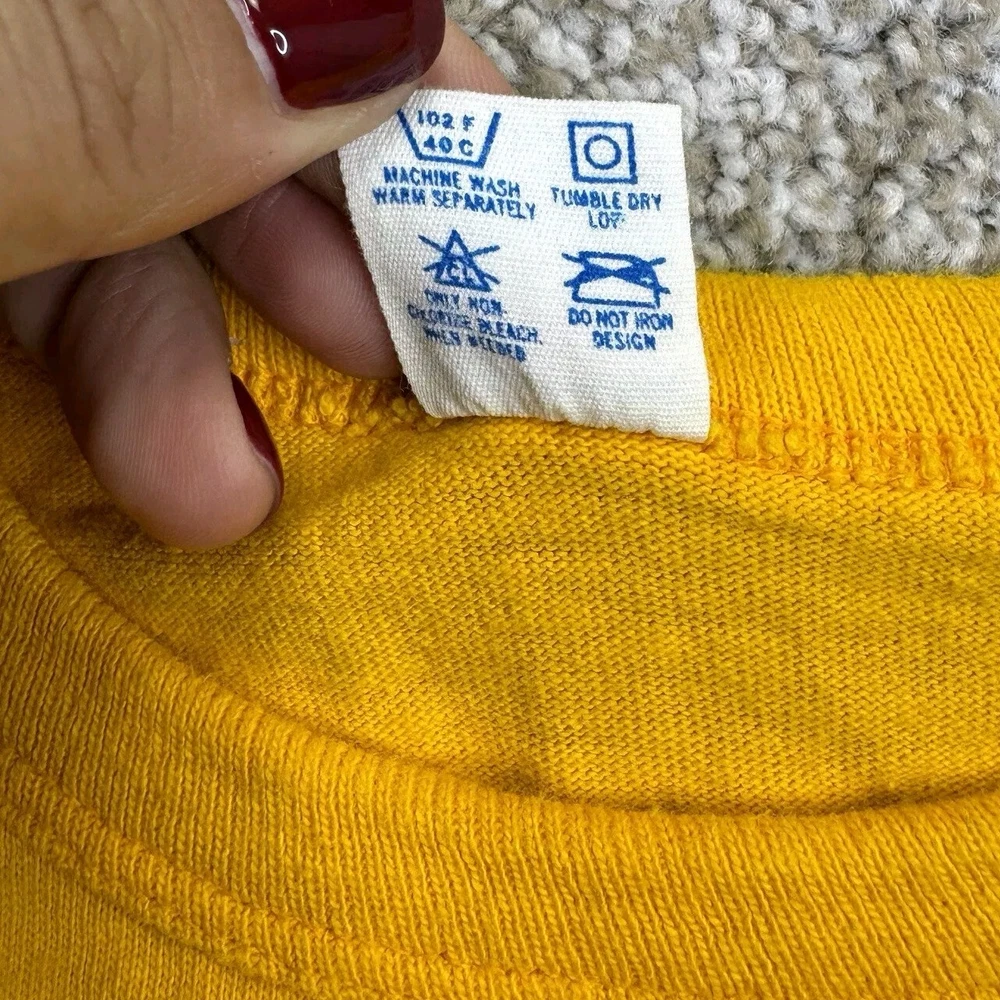 102 F
40 C
MACHINE WASH
WARM SEPARATELY
TUMBLE DRY
LOW
CL
ONLY NON
CHLORINE BLEACH
WHEN NEEDED
DO NOT IRON
DESIGN